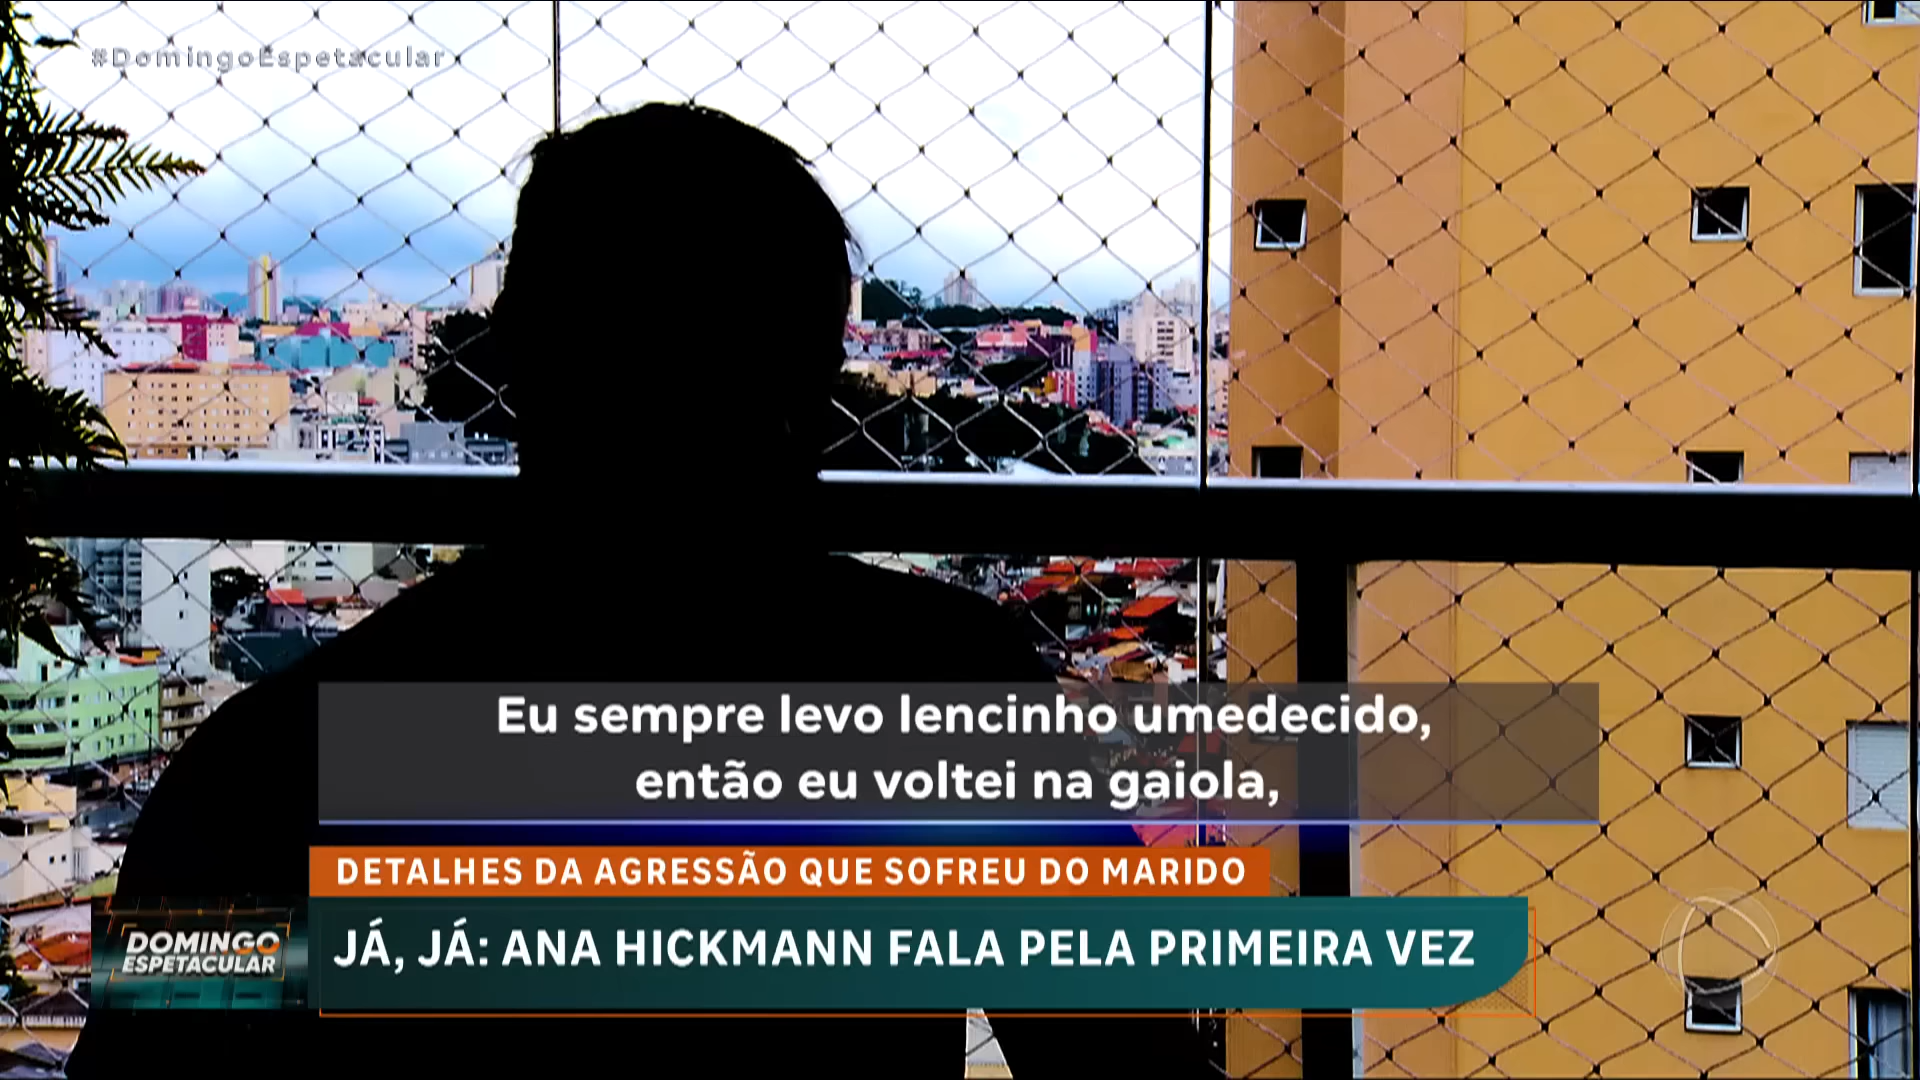 #DomingoEspetacular
Eu sempre levo lencinho umedecido,
então eu voltei na gaiola,
DETALHES DA AGRESSÃO QUE SOFREU DO MARIDO
DOMINGO
ESPETACULAR
JÁ, JÁ: ANA HICKMANN FALA PELA PRIMEIRA VEZ